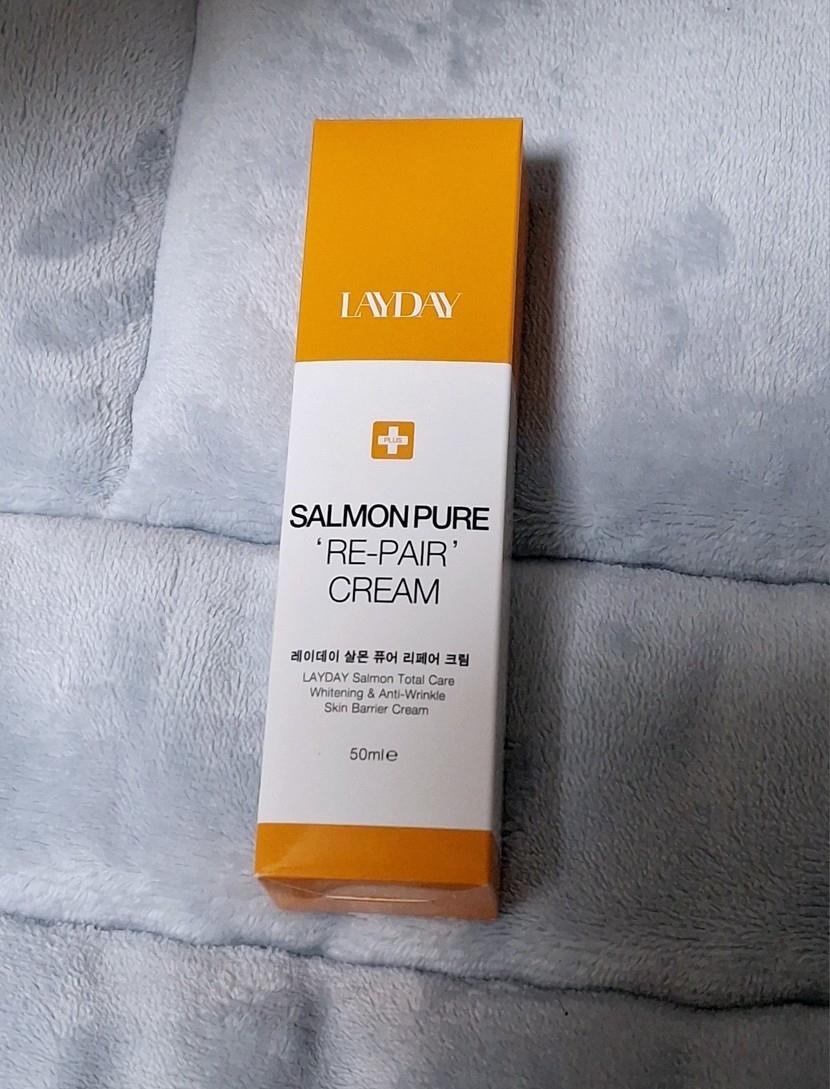 LAYDAY
PLUS
SALMON PURE
‘RE-PAIR’
CREAM
레이데이 살몬 퓨어 리페어 크림
LAYDAY Salmon Total Care
Whitening & Anti-Wrinkle
Skin Barrier Cream
50ml℮